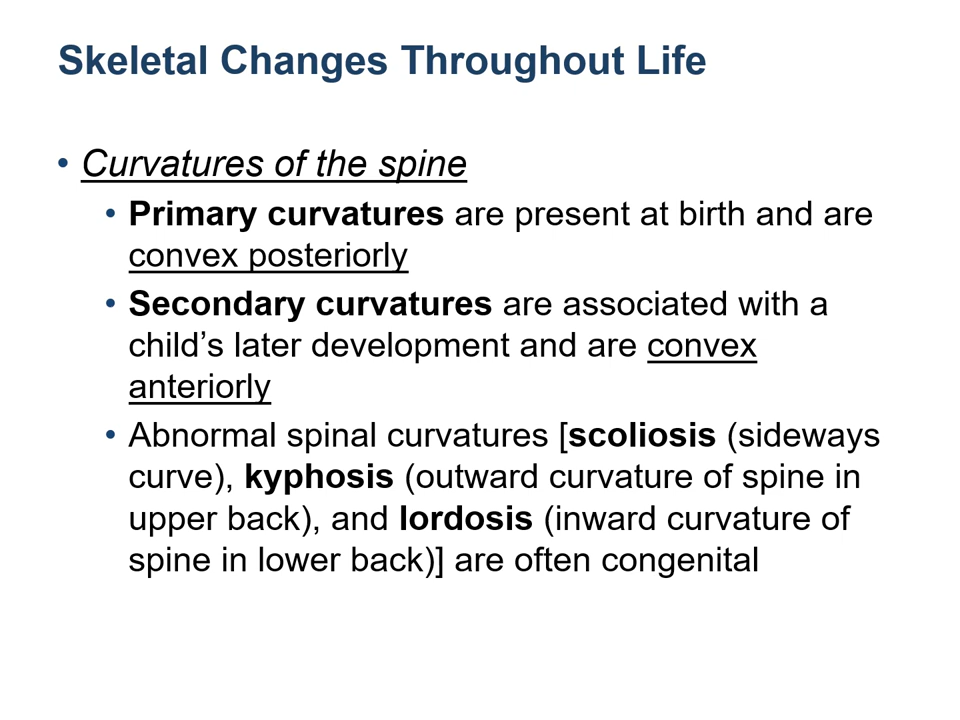 Skeletal Changes Throughout Life
• Curvatures of the spine
• Primary curvatures are present at birth and are
convex posteriorly
• Secondary curvatures are associated with a
child’s later development and are convex
anteriorly
• Abnormal spinal curvatures [scoliosis (sideways
curve), kyphosis (outward curvature of spine in
upper back), and lordosis (inward curvature of
spine in lower back)] are often congenital